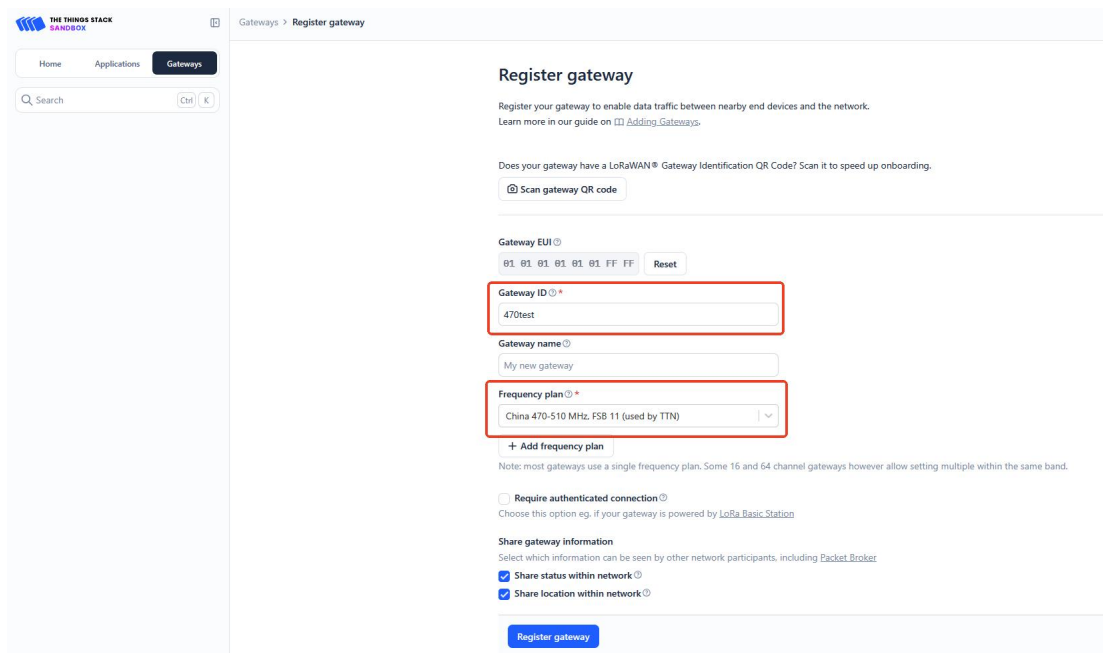 THE THINGS STACK
SANDBOX
Home Applications Gateways
Search Ctrl K
Gateways > Register gateway
Register gateway
Register your gateway to enable data traffic between nearby end devices and the network.
Learn more in our guide on Adding Gateways.
Does your gateway have a LoRaWAN® Gateway Identification QR Code? Scan it to speed up onboarding.
Scan gateway QR code
Gateway EUI
01 01 01 01 01 01 FF FF Reset
Gateway ID *
470test
Gateway name
My new gateway
Frequency plan *
China 470-510 MHz, FSB 11 (used by TTN)
+ Add frequency plan
Note: most gateways use a single frequency plan. Some 16 and 64 channel gateways however allow setting multiple within the same band.
Require authenticated connection
Choose this option eg. if your gateway is powered by LoRa Basic Station
Share gateway information
Select which information can be seen by other network participants, including Packet Broker
Share status within network
Share location within network
Register gateway